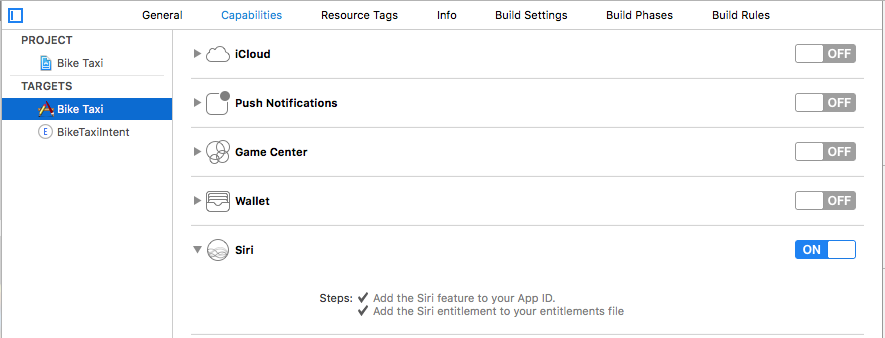 General Capabilities Resource Tags Info Build Settings Build Phases Build Rules
PROJECT
Bike Taxi
TARGETS
Bike Taxi
E BikeTaxiIntent
iCloud OFF
Push Notifications OFF
Game Center OFF
Wallet OFF
Siri ON
Steps: ✔ Add the Siri feature to your App ID.
✔ Add the Siri entitlement to your entitlements file